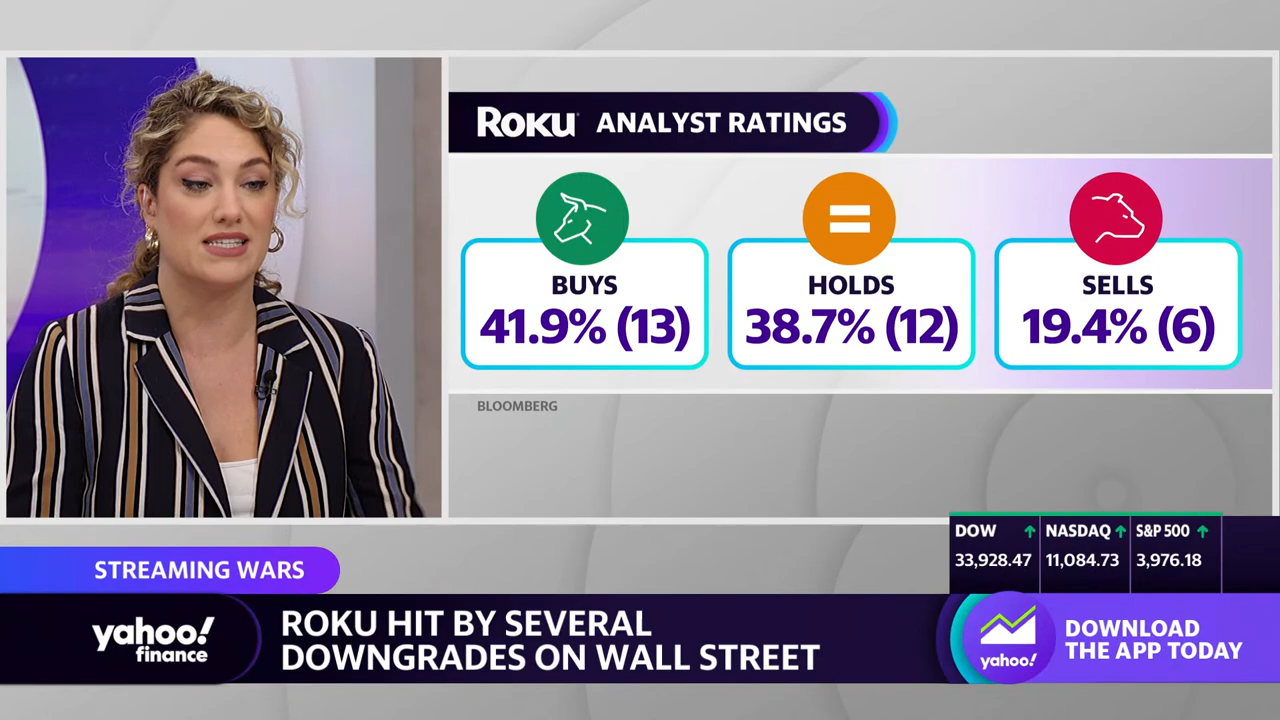 ROKU ANALYST RATINGS
BUYS
41.9% (13)
HOLDS
38.7% (12)
SELLS
19.4% (6)
BLOOMBERG
DOW
33,928.47
NASDAQ
11,084.73
S&P 500
3,976.18
STREAMING WARS
yahoo!
finance
ROKU HIT BY SEVERAL
DOWNGRADES ON WALL STREET
yahoo!
DOWNLOAD
THE APP TODAY